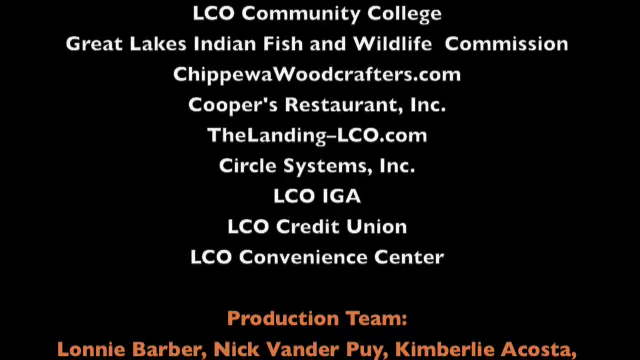 LCO Community College
Great Lakes Indian Fish and Wildlife Commission
ChippewaWoodcrafters.com
Cooper's Restaurant, Inc.
TheLanding–LCO.com
Circle Systems, Inc.
LCO IGA
LCO Credit Union
LCO Convenience Center
Production Team:
Lonnie Barber, Nick Vander Puy, Kimberlie Acosta,